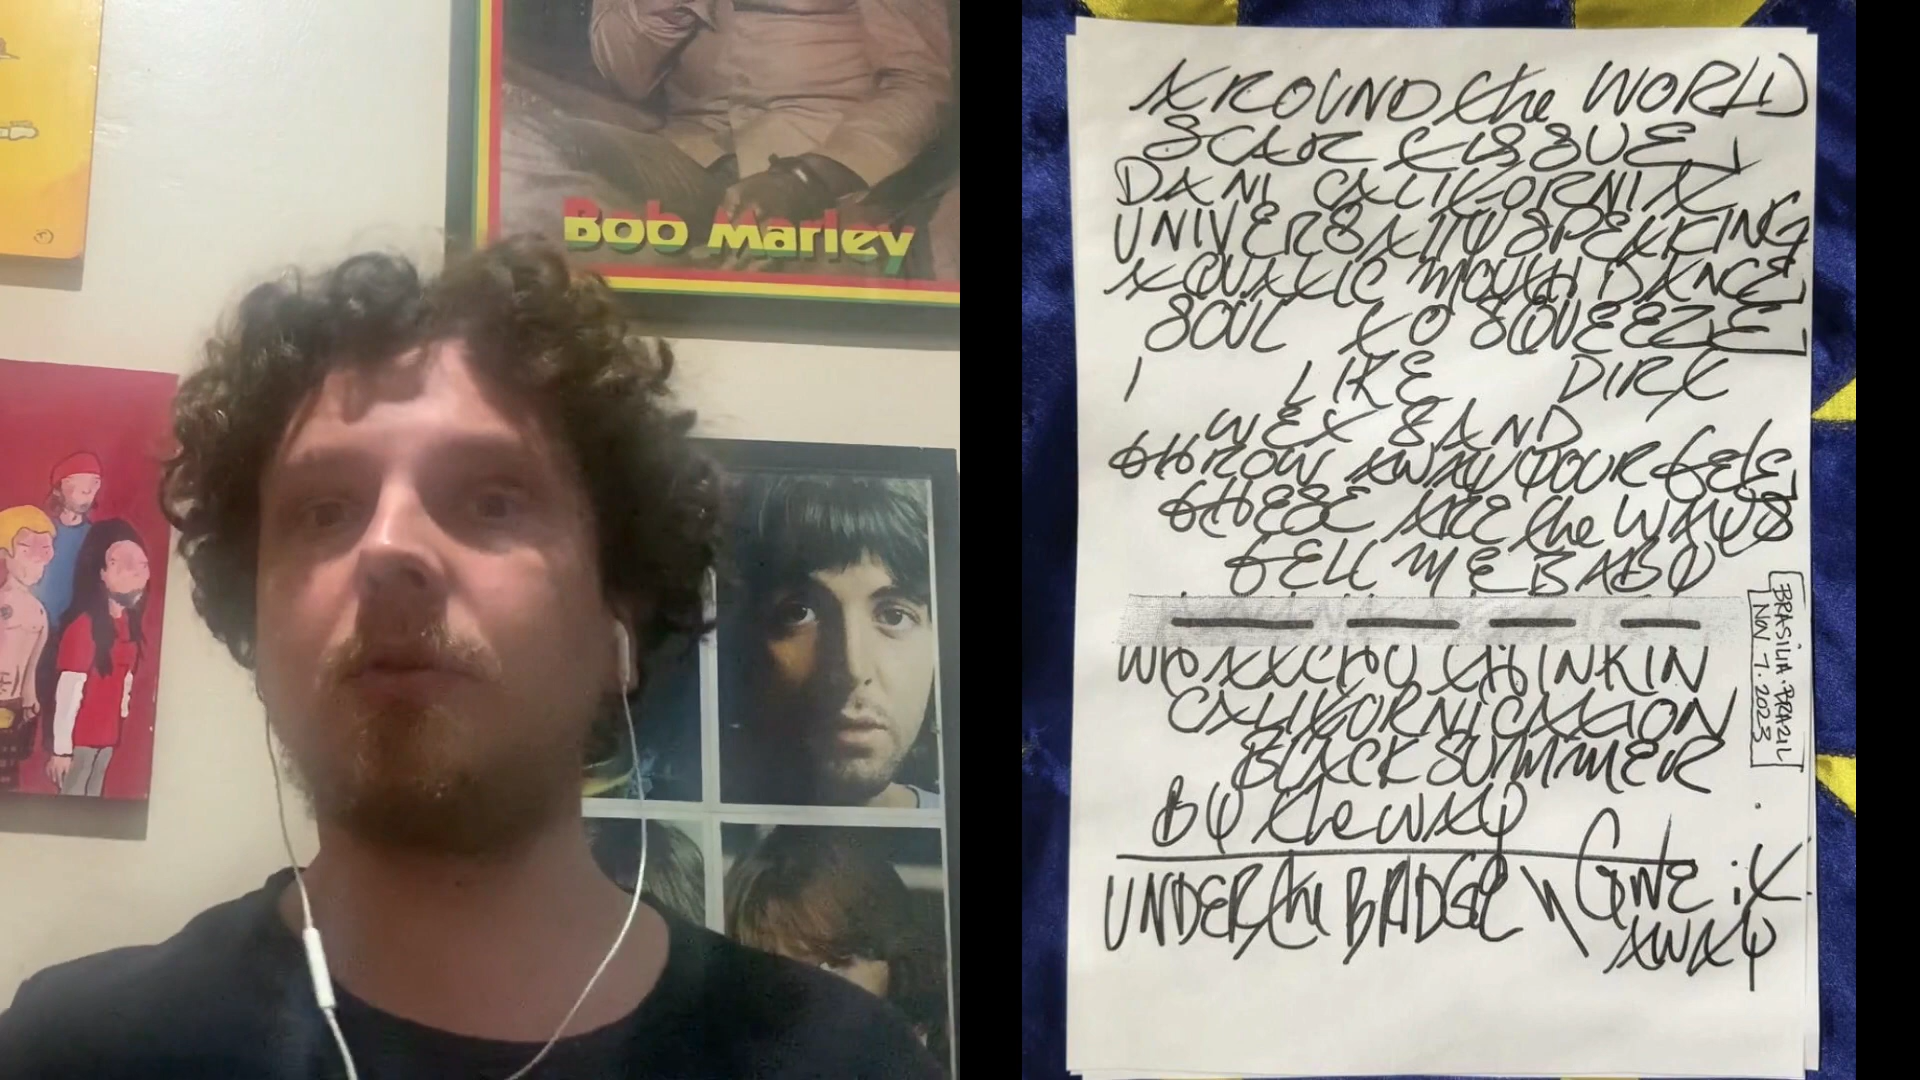 Bob Marley
AROUND the WORLD
SCAR TISSUE
DANI CALIFORNIA
UNIVERSALLY SPEAKING
AQUATIC MOUTH DANCE
SOUL TO SQUEEZE
I LIKE DIRT
WET SAND
THROW AWAY YOUR TELE
THESE ARE the WAYS
TELL ME BABY
WHATCHU THINKIN
CALIFORNICATION
BLACK SUMMER
BY the WAY
UNDER the BRIDGE \ GIVE it
AWAY
BRASILIA·BRAZIL
NOV 7. 2023